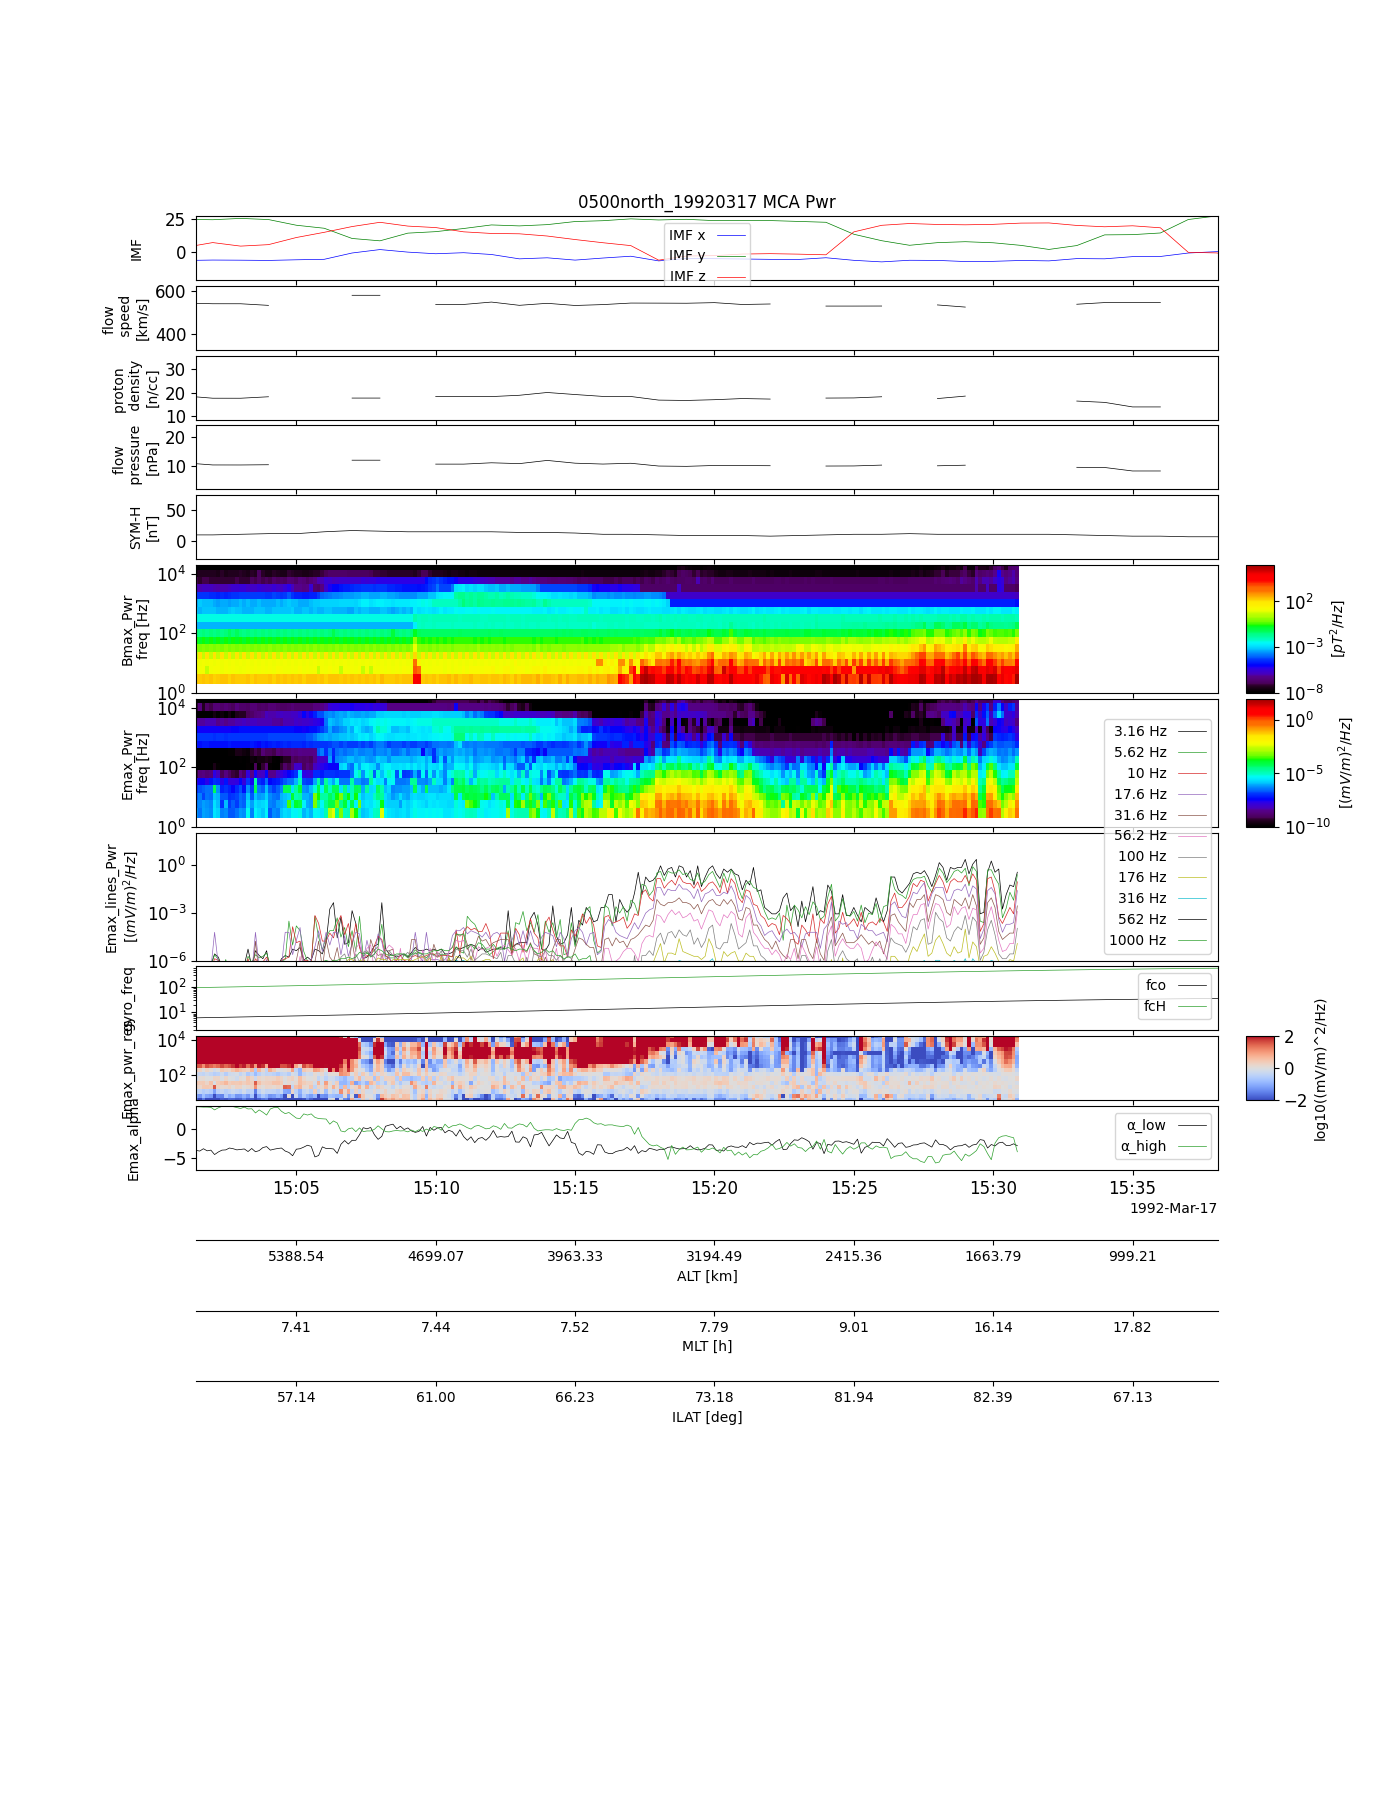 0500north_19920317 MCA Pwr
25
0
IMF
IMF x
IMF y
IMF z
600
400
flow
speed
[km/s]
30
20
10
proton
density
[n/cc]
20
10
flow
pressure
[nPa]
50
0
SYM-H
[nT]
10^4
10^2
10^0
Bmax_Pwr
freq [Hz]
10^2
10^-3
10^-8
[pT^2/Hz]
10^4
10^2
10^0
Emax_Pwr
freq [Hz]
10^0
10^-5
10^-10
[(mV/m)^2/Hz]
3.16 Hz
5.62 Hz
10 Hz
17.6 Hz
31.6 Hz
56.2 Hz
100 Hz
176 Hz
316 Hz
562 Hz
1000 Hz
10^0
10^-3
10^-6
Emax_lines_Pwr
[(mV/m)^2/Hz]
10^2
10^1
gyro_freq
fco
fcH
10^4
10^2
Emax_pwr_reg
2
0
−2
log10((mV/m)^2/Hz)
0
−5
Emax_alpha
α_low
α_high
15:05 15:10 15:15 15:20 15:25 15:30 15:35
1992-Mar-17
5388.54 4699.07 3963.33 3194.49 2415.36 1663.79 999.21
ALT [km]
7.41 7.44 7.52 7.79 9.01 16.14 17.82
MLT [h]
57.14 61.00 66.23 73.18 81.94 82.39 67.13
ILAT [deg]